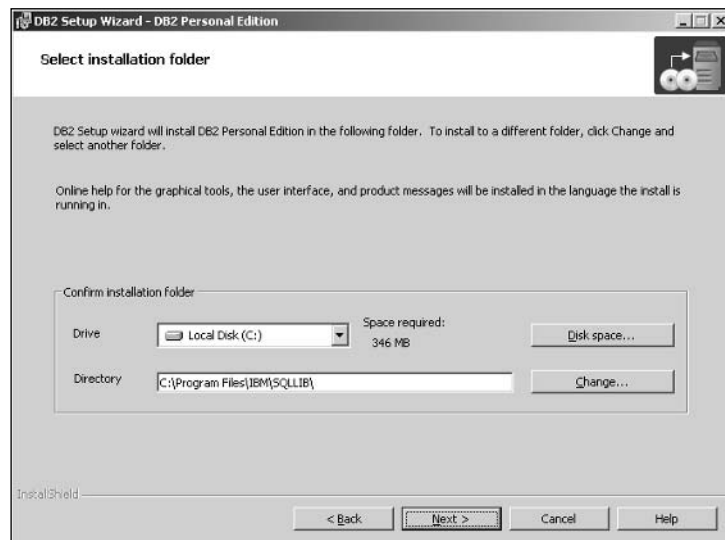 DB2 Setup Wizard - DB2 Personal Edition
Select installation folder
DB2 Setup wizard will install DB2 Personal Edition in the following folder. To install to a different folder, click Change and
select another folder.
Online help for the graphical tools, the user interface, and product messages will be installed in the language the install is
running in.
Confirm installation folder
Drive
Local Disk (C:)
Space required:
346 MB
Disk space...
Directory
C:\Program Files\IBM\SQLLIB\
Change...
InstallShield
< Back
Next >
Cancel
Help